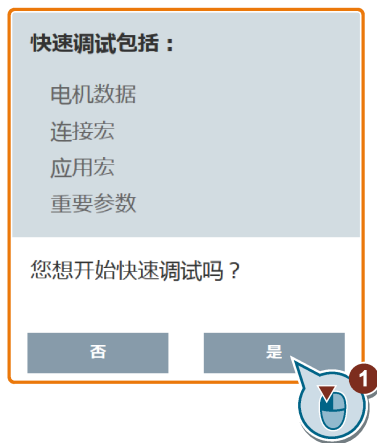 快速调试包括：
电机数据
连接宏
应用宏
重要参数
您想开始快速调试吗？
否
是
1